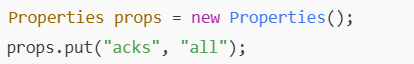 Properties props = new Properties();
props.put("acks", "all");